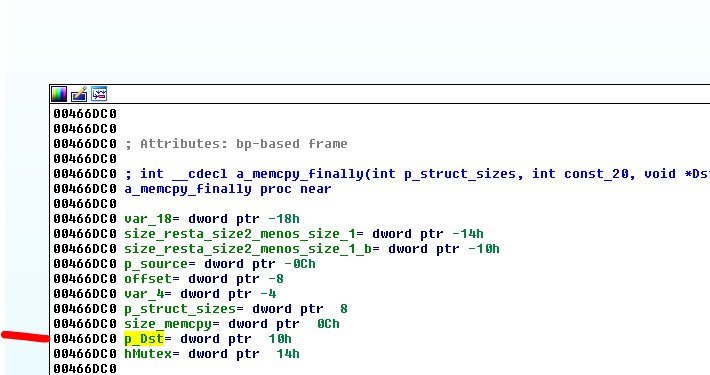 00466DC0
00466DC0
00466DC0 ; Attributes: bp-based frame
00466DC0
00466DC0 ; int __cdecl a_memcpy_finally(int p_struct_sizes, int const_20, void *Dst
00466DC0 a_memcpy_finally proc near
00466DC0
00466DC0 var_18= dword ptr -18h
00466DC0 size_resta_size2_menos_size_1= dword ptr -14h
00466DC0 size_resta_size2_menos_size_1_b= dword ptr -10h
00466DC0 p_source= dword ptr -0Ch
00466DC0 offset= dword ptr -8
00466DC0 var_4= dword ptr -4
00466DC0 p_struct_sizes= dword ptr  8
00466DC0 size_memcpy= dword ptr  0Ch
00466DC0 p_Dst= dword ptr  10h
00466DC0 hMutex= dword ptr  14h
00466DC0